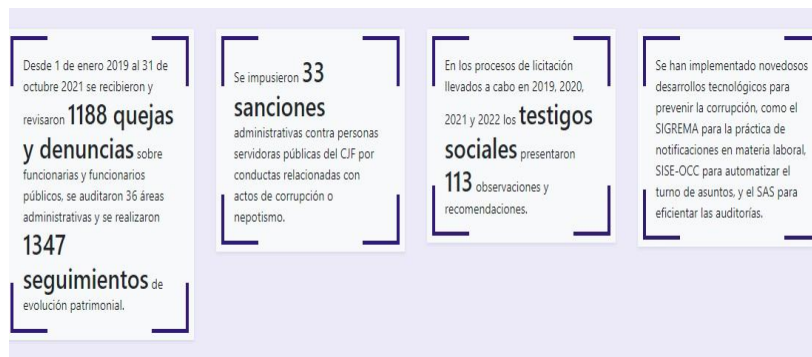 Desde 1 de enero 2019 al 31 de
octubre 2021 se recibieron y
revisaron 1188 quejas
y denuncias sobre
funcionarias y funcionarios
públicos, se auditaron 36 áreas
administrativas y se realizaron
1347
seguimientos de
evolución patrimonial.
Se impusieron 33
sanciones
administrativas contra personas
servidoras públicas del CJF por
conductas relacionadas con
actos de corrupción o
nepotismo.
En los procesos de licitación
llevados a cabo en 2019, 2020,
2021 y 2022 los testigos
sociales presentaron
113 observaciones y
recomendaciones.
Se han implementado novedosos
desarrollos tecnológicos para
prevenir la corrupción, como el
SIGREMA para la práctica de
notificaciones en materia laboral,
SISE-OCC para automatizar el
turno de asuntos, y el SAS para
eficientar las auditorías.